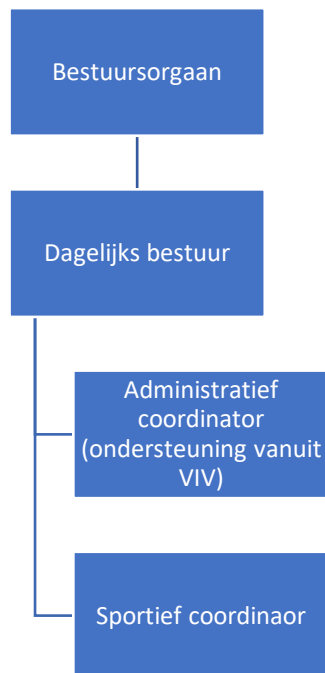 Bestuursorgaan
Dagelijks bestuur
Administratief
coordinator
(ondersteuning vanuit
VIV)
Sportief coordinaor